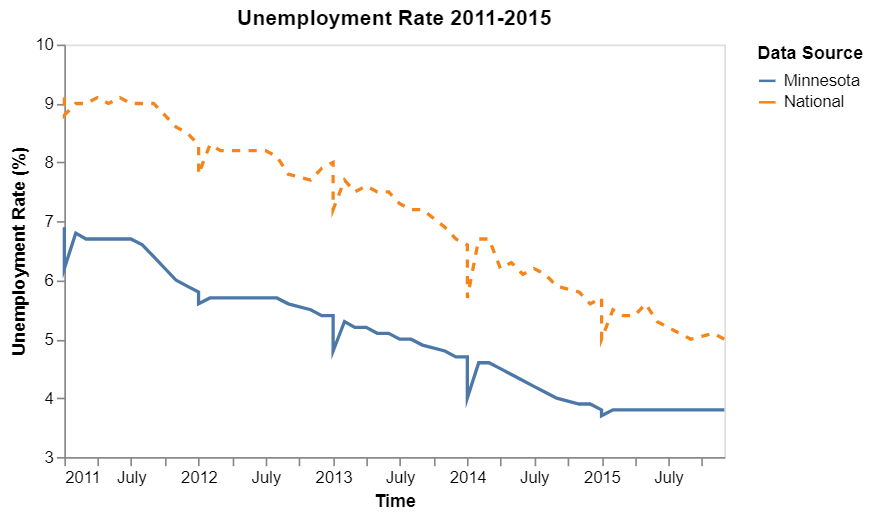 Unemployment Rate 2011-2015
Data Source
Minnesota
National
Unemployment Rate (%)
10
9
8
7
6
5
4
3
2011 July 2012 July 2013 July 2014 July 2015 July
Time